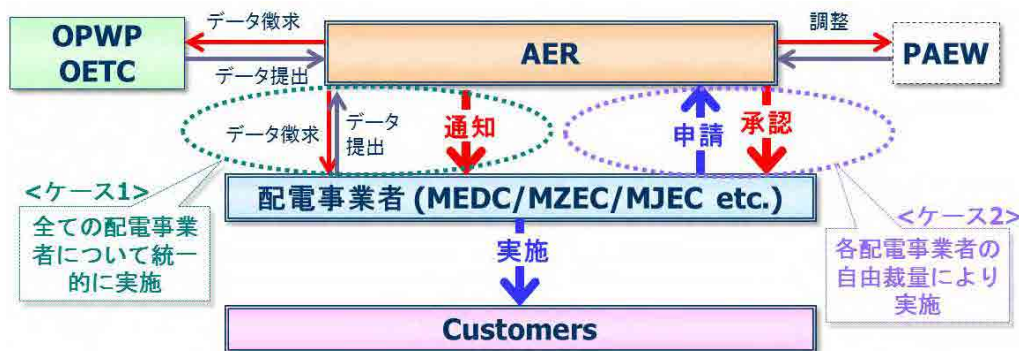 データ徴求
調整
OPWP
OETC
AER
PAEW
データ提出
データ徴求
データ
提出
通知
申請
承認
<ケース1>
全ての配電事業
者について統一
的に実施
配電事業者 (MEDC/MZEC/MJEC etc.)
<ケース2>
各配電事業者の
自由裁量により
実施
実施
Customers